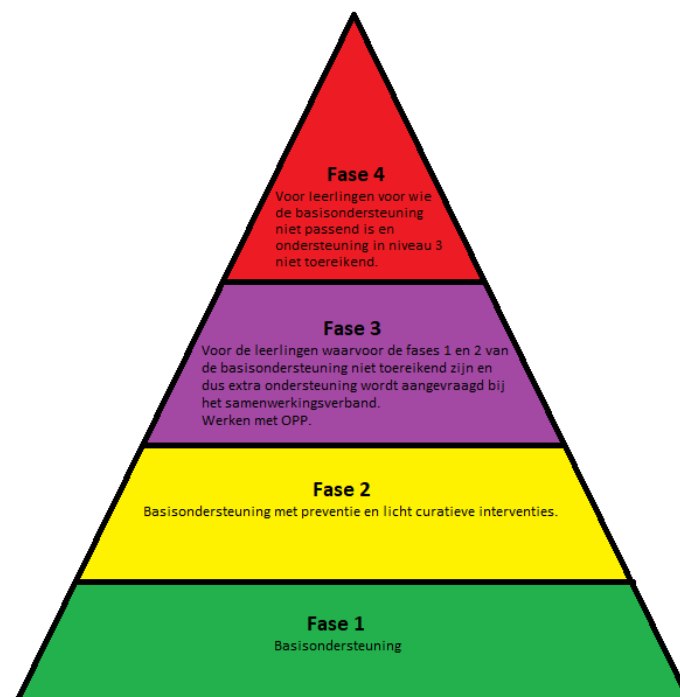 Fase 4
Voor leerlingen voor wie
de basisondersteuning
niet passend is en
ondersteuning in niveau 3
niet toereikend.
Fase 3
Voor de leerlingen waarvoor de fases 1 en 2 van
de basisondersteuning niet toereikend zijn en
dus extra ondersteuning wordt aangevraagd bij
het samenwerkingsverband.
Werken met OPP.
Fase 2
Basisondersteuning met preventie en licht curatieve interventies.
Fase 1
Basisondersteuning